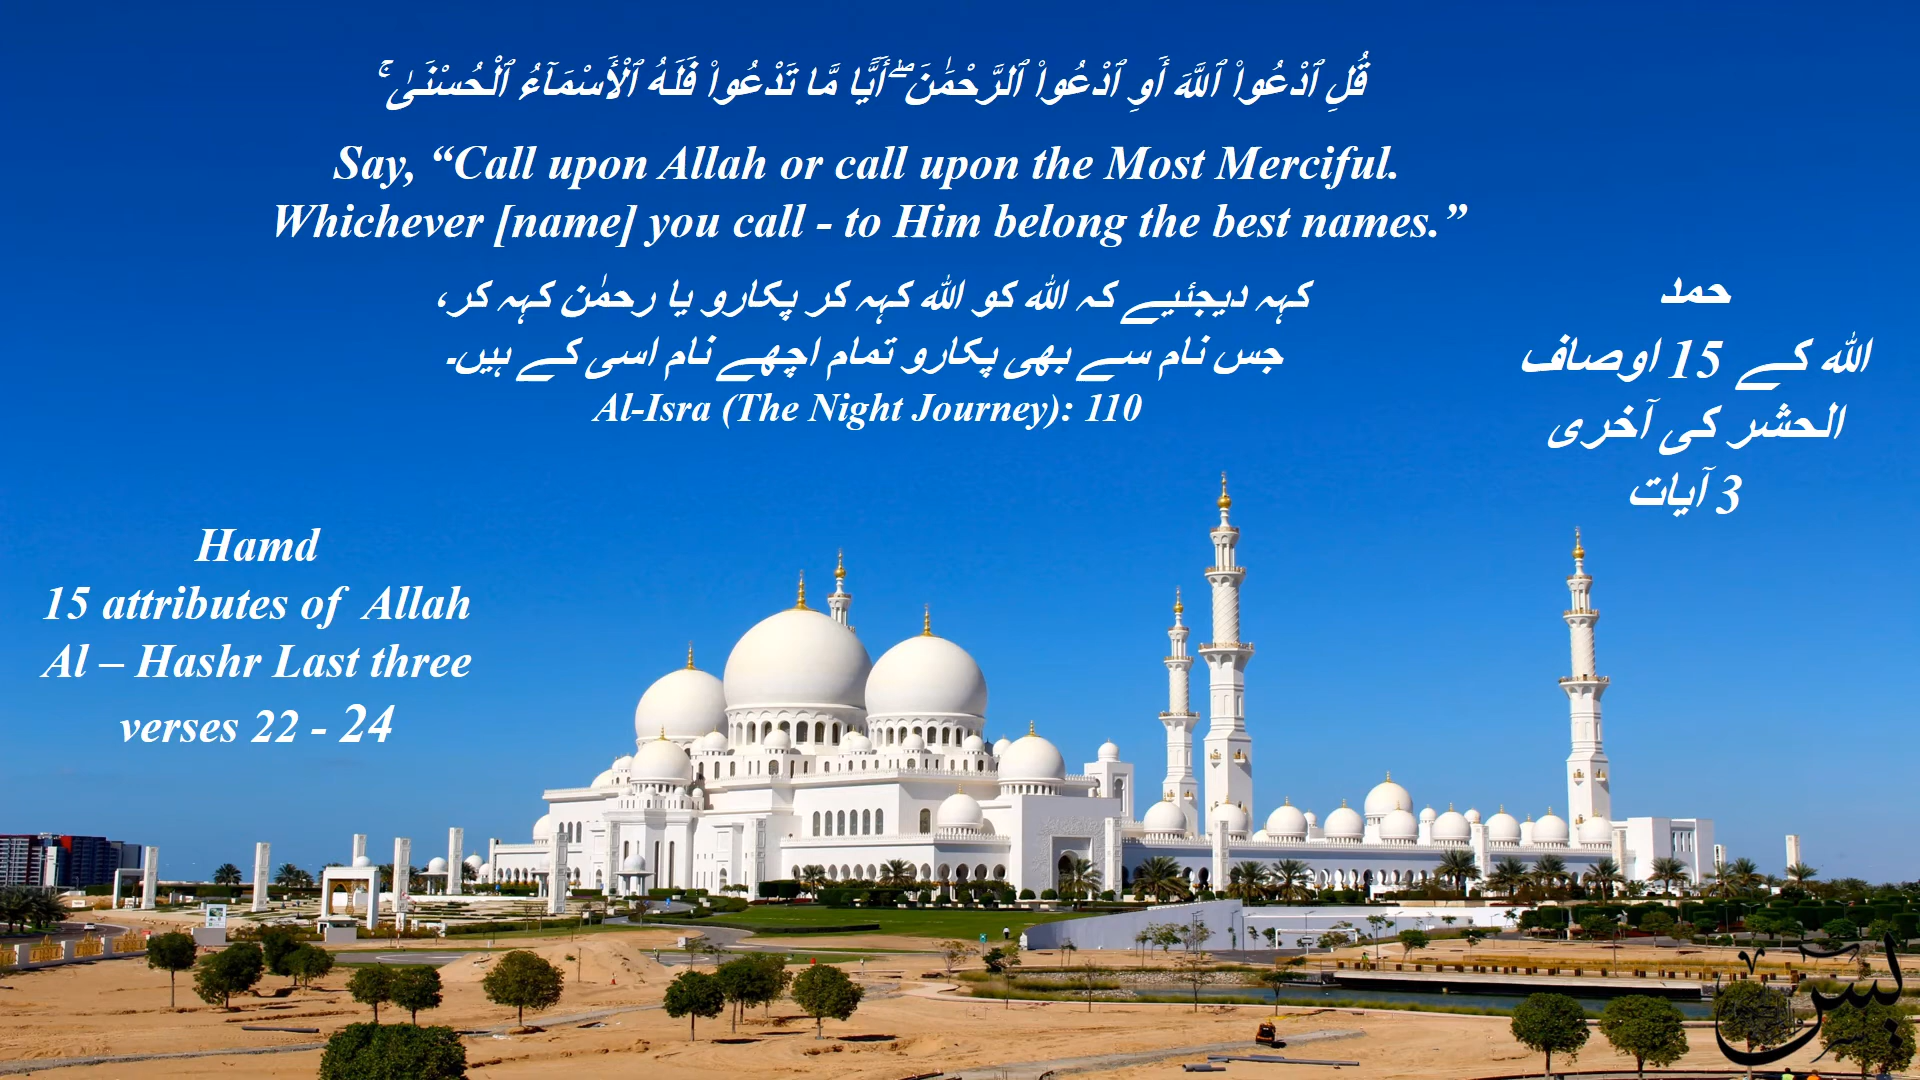 قُلِ ٱدْعُوا۟ ٱللَّهَ أَوِ ٱدْعُوا۟ ٱلرَّحْمَـٰنَ ۖ أَيًّا مَّا تَدْعُوا۟ فَلَهُ ٱلْأَسْمَآءُ ٱلْحُسْنَىٰ ۚ
Say, “Call upon Allah or call upon the Most Merciful.
Whichever [name] you call - to Him belong the best names.”
کہہ دیجئیے کہ اللہ کو اللہ کہہ کر پکارو یا رحمٰن کہہ کر،
جس نام سے بھی پکارو تمام اچھے نام اسی کے ہیں۔
Al-Isra (The Night Journey): 110
حمد
اللہ کے 15 اوصاف
الحشر کی آخری
3 آیات
Hamd
15 attributes of  Allah
Al – Hashr Last three
verses 22 - 24